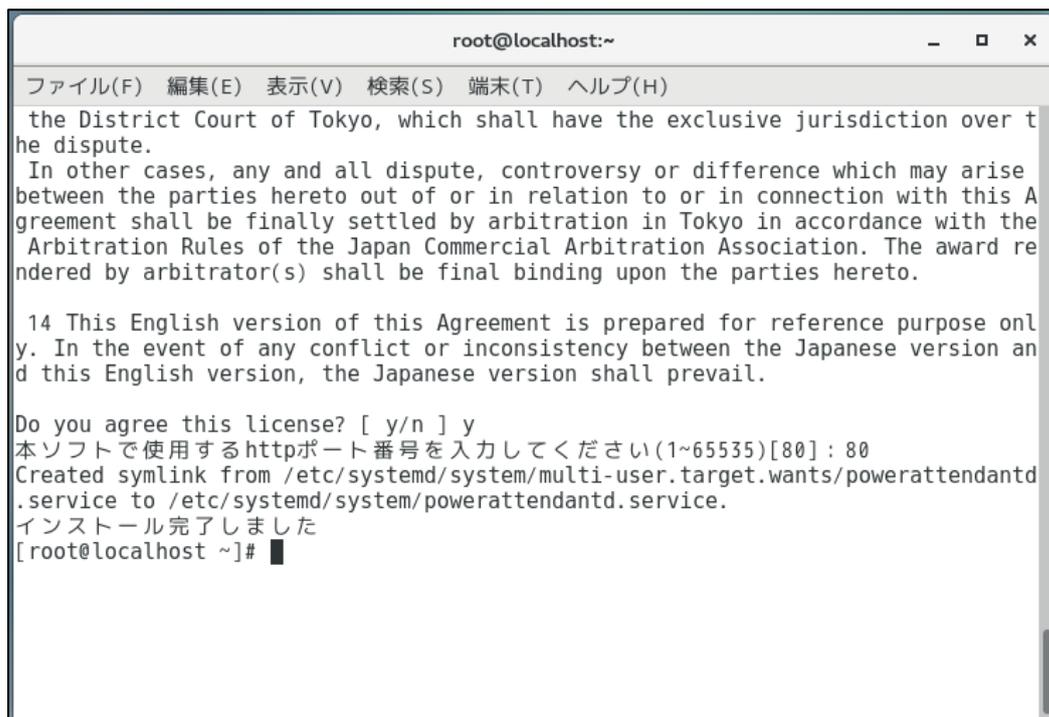 root@localhost:~
ファイル(F) 編集(E) 表示(V) 検索(S) 端末(T) ヘルプ(H)
the District Court of Tokyo, which shall have the exclusive jurisdiction over t
he dispute.
In other cases, any and all dispute, controversy or difference which may arise
between the parties hereto out of or in relation to or in connection with this A
greement shall be finally settled by arbitration in Tokyo in accordance with the
Arbitration Rules of the Japan Commercial Arbitration Association. The award re
ndered by arbitrator(s) shall be final binding upon the parties hereto.
14 This English version of this Agreement is prepared for reference purpose onl
y. In the event of any conflict or inconsistency between the Japanese version an
d this English version, the Japanese version shall prevail.
Do you agree this license? [ y/n ] y
本ソフトで使用するhttpポート番号を入力してください(1~65535)[80]:80
Created symlink from /etc/systemd/system/multi-user.target.wants/powerattendantd
.service to /etc/systemd/system/powerattendantd.service.
インストール完了しました
[root@localhost ~]#